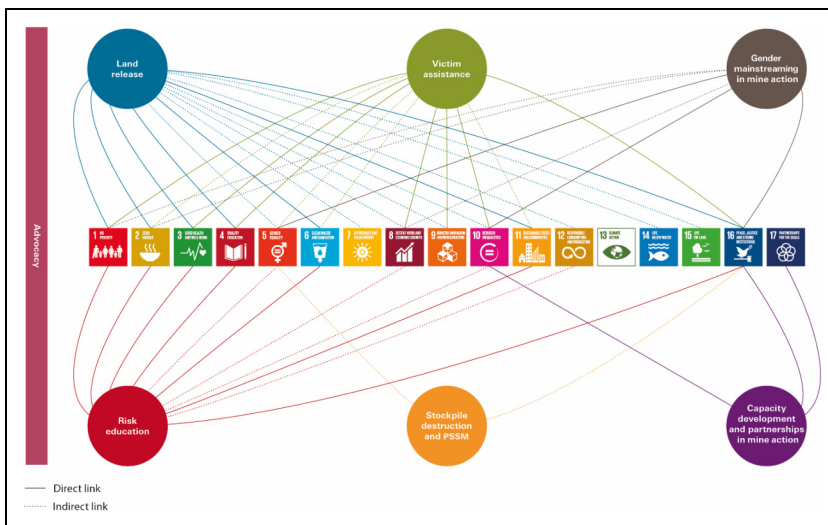 Land
release
Victim
assistance
Gender
mainstreaming
in mine action
Advocacy
1 NO
POVERTY
2 ZERO
HUNGER
3 GOOD HEALTH
AND WELL-BEING
4 QUALITY
EDUCATION
5 GENDER
EQUALITY
6 CLEAN WATER
AND SANITATION
7 AFFORDABLE AND
CLEAN ENERGY
8 DECENT WORK AND
ECONOMIC GROWTH
9 INDUSTRY, INNOVATION
AND INFRASTRUCTURE
10 REDUCED
INEQUALITIES
11 SUSTAINABLE CITIES
AND COMMUNITIES
12 RESPONSIBLE
CONSUMPTION
AND PRODUCTION
13 CLIMATE
ACTION
14 LIFE
BELOW WATER
15 LIFE
ON LAND
16 PEACE, JUSTICE
AND STRONG
INSTITUTIONS
17 PARTNERSHIPS
FOR THE GOALS
Risk
education
Stockpile
destruction
and PSSM
Capacity
development
and partnerships
in mine action
Direct link
Indirect link